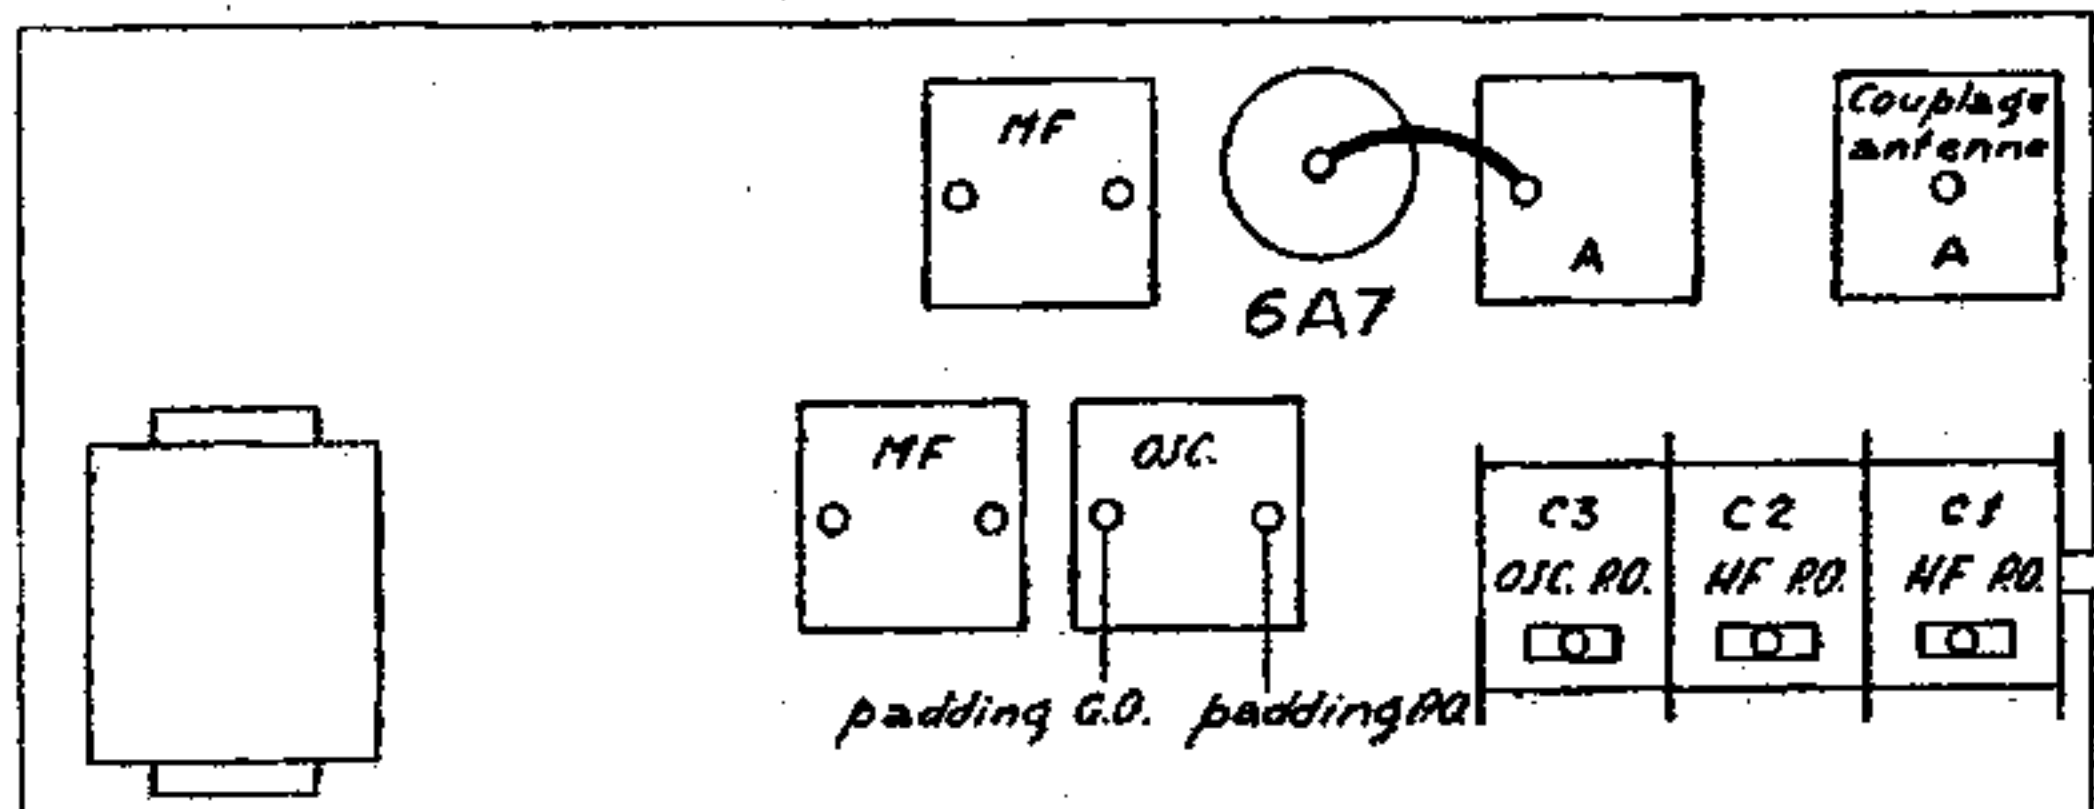 MF
Couplage
antenne
A
A
6A7
MF
OSC.
C3
OSC. P.O.
C2
HF P.O.
C1
HF P.O.
padding G.O.
padding P.O.